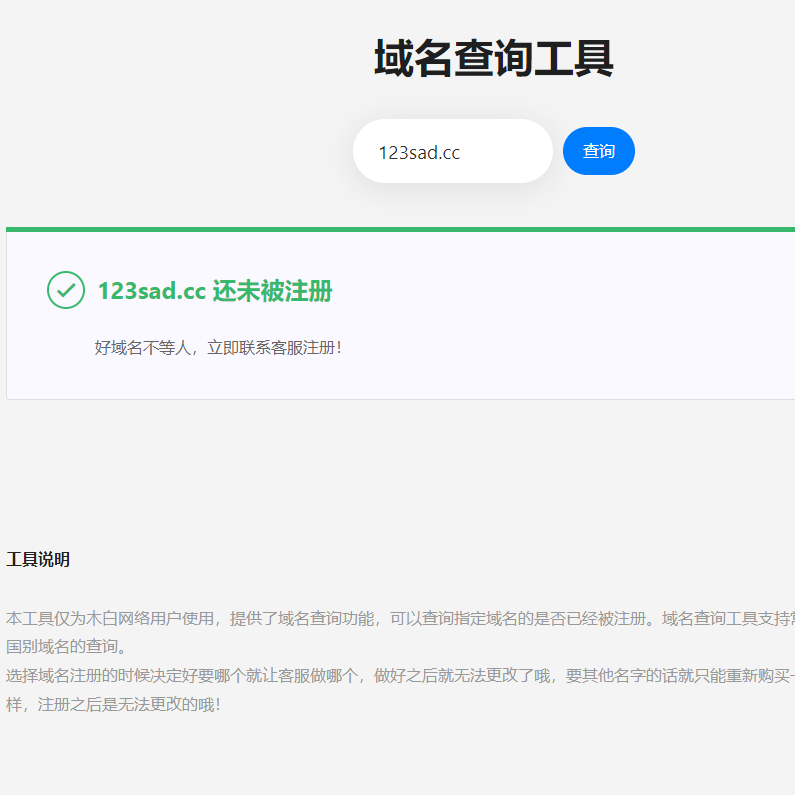 域名查询工具
123sad.cc
查询
123sad.cc 还未被注册
好域名不等人，立即联系客服注册！
工具说明
本工具仅为木白网络用户使用，提供了域名查询功能，可以查询指定域名的是否已经被注册。域名查询工具支持
国别域名的查询。
选择域名注册的时候决定好要哪个就让客服做哪个，做好之后就无法更改了哦，要其他名字的话就只能重新购买
样，注册之后是无法更改的哦！